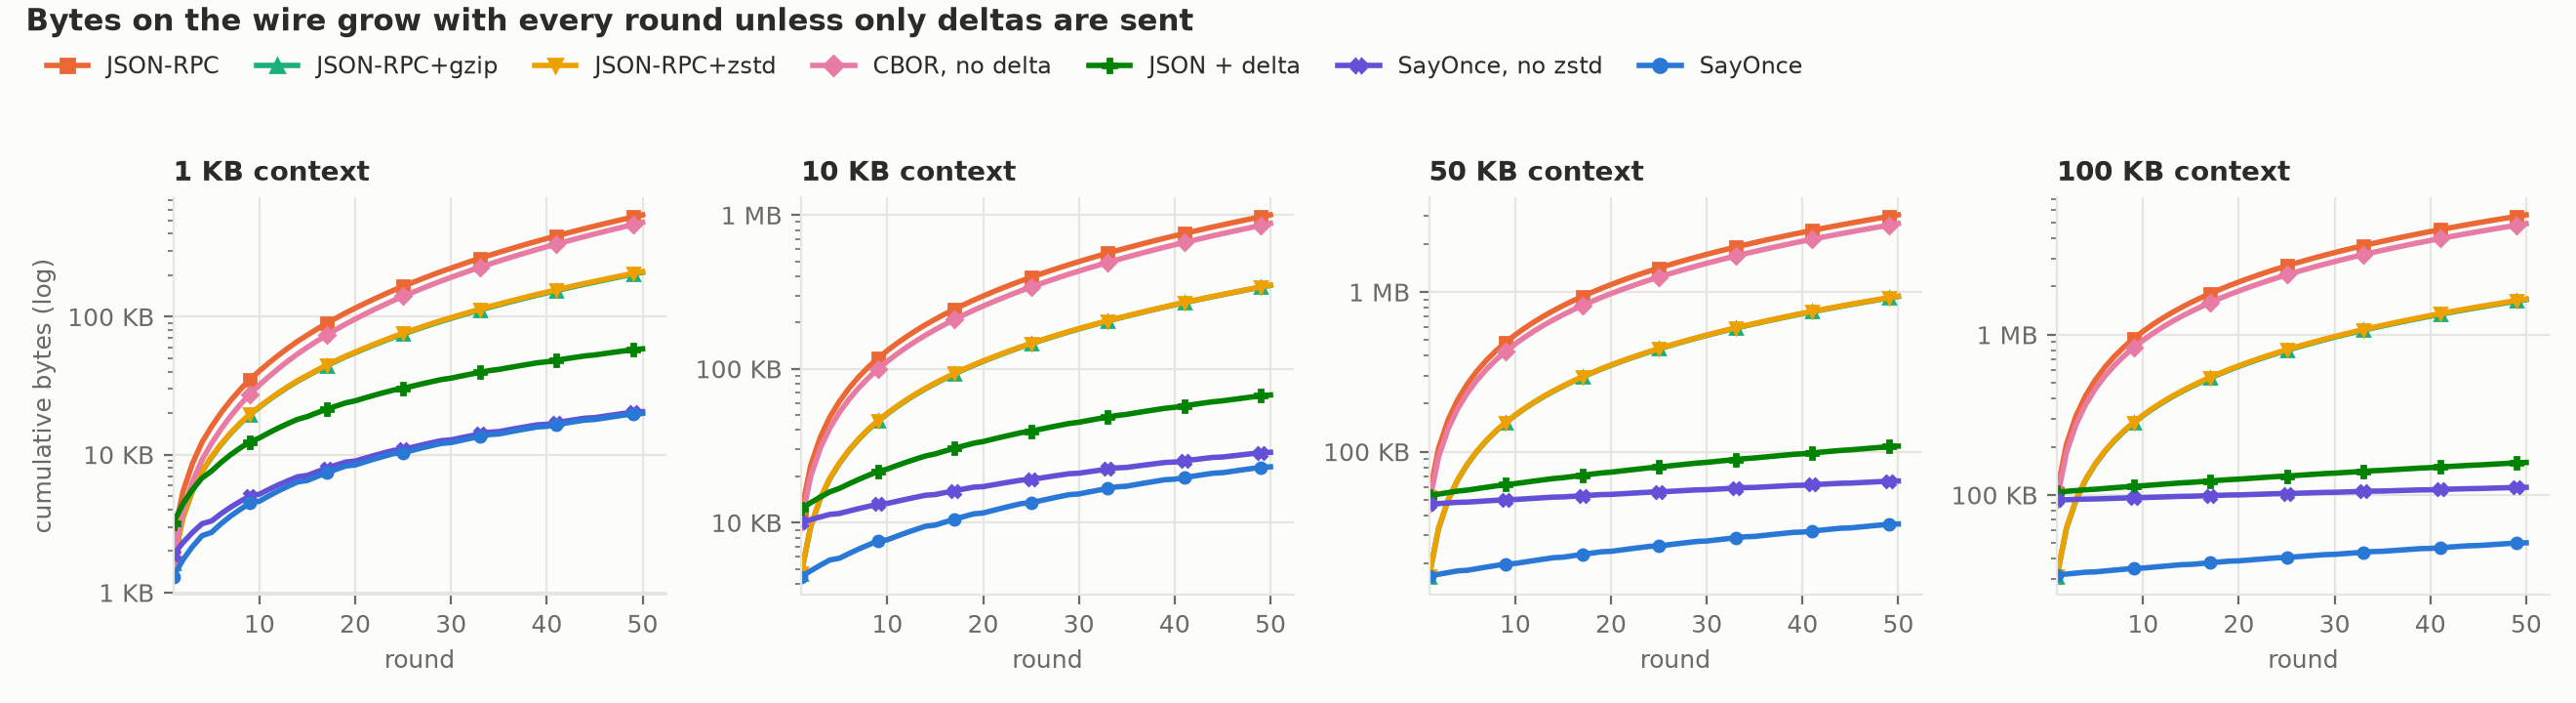 Bytes on the wire grow with every round unless only deltas are sent
JSON-RPC JSON-RPC+gzip JSON-RPC+zstd CBOR, no delta JSON + delta SayOnce, no zstd SayOnce
1 KB context
cumulative bytes (log)
100 KB
10 KB
1 KB
10 20 30 40 50
round
10 KB context
1 MB
100 KB
10 KB
10 20 30 40 50
round
50 KB context
1 MB
100 KB
10 20 30 40 50
round
100 KB context
1 MB
100 KB
10 20 30 40 50
round